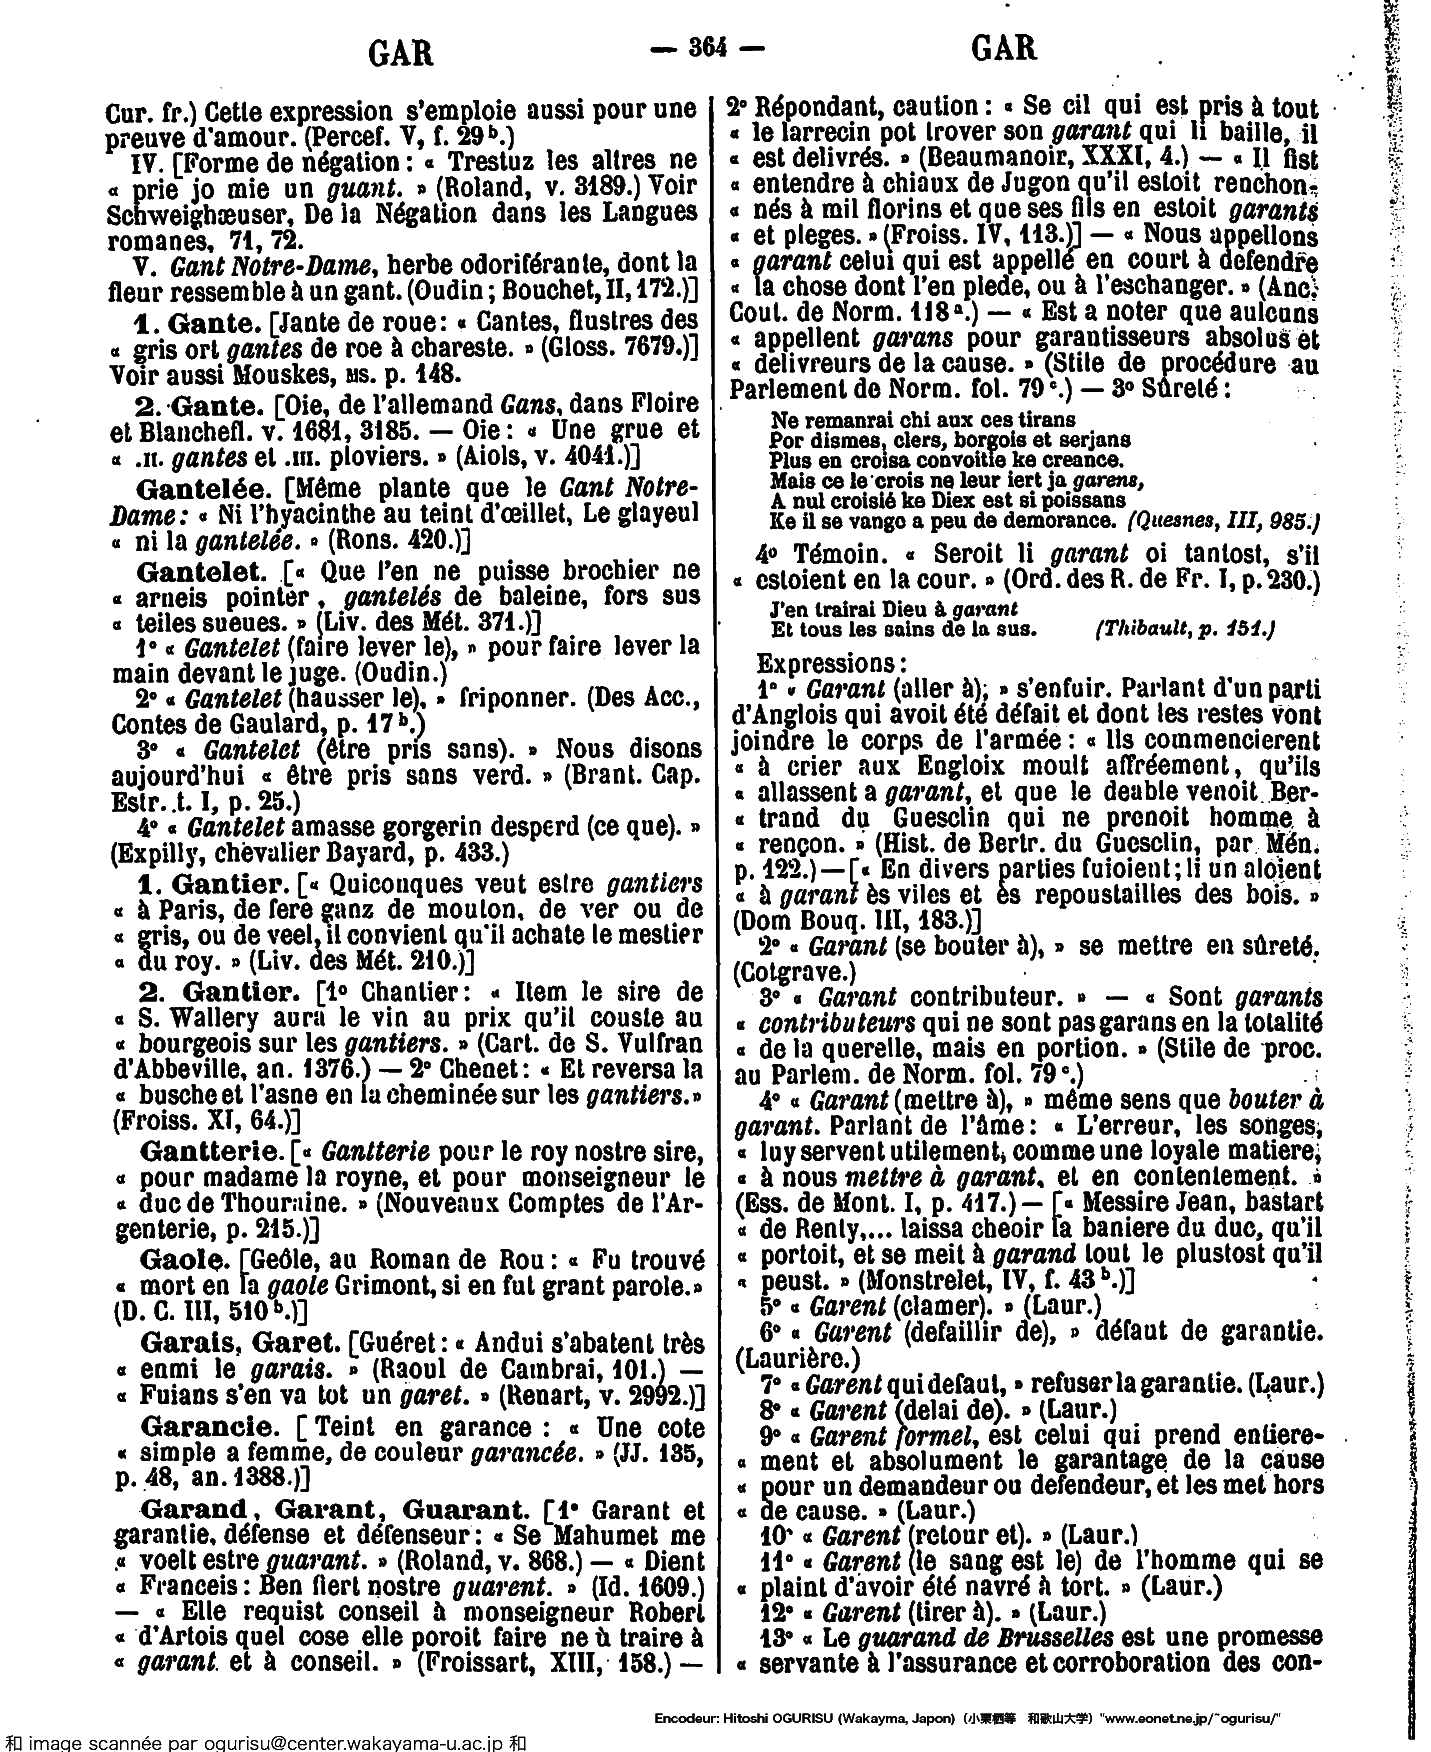 GAR — 364 — GAR
Cur. fr.) Cette expression s'emploie aussi pour une
preuve d'amour. (Percef. V, f. 29 b.)
IV. [Forme de négation : « Trestuz les altres ne
« prie jo mie un guant. » (Roland, v. 3189.) Voir
Schweighæuser, De la Négation dans les Langues
romanes, 71, 72.
V. Gant Notre-Dame, herbe odoriférante, dont la
fleur ressemble à un gant. (Oudin ; Bouchet, II, 172.)]
1. Gante. [Jante de roue : « Cantes, flustres des
« gris ort gantes de roe à chareste. » (Gloss. 7679.)]
Voir aussi Mouskes, MS. p. 148.
2. Gante. [Oie, de l'allemand Gans, dans Floire
et Blanchefl. v. 1681, 3185. — Oie : « Une grue et
« .II. gantes et .III. ploviers. » (Aiols, v. 4041.)]
Gantelée. [Même plante que le Gant Notre-
Dame : « Ni l'hyacinthe au teint d'œillet, Le glayeul
« ni la gantelée. » (Rons. 420.)]
Gantelet. [« Que l'en ne puisse brochier ne
« arneis pointer, gantelés de baleine, fors sus
« teiles sueues. » (Liv. des Mét. 371.)]
1° « Gantelet (faire lever le), » pour faire lever la
main devant le juge. (Oudin.)
2° « Gantelet (hausser le), » friponner. (Des Acc.,
Contes de Gaulard, p. 17 b.)
3° « Gantelet (être pris sans). » Nous disons
aujourd'hui « être pris sans verd. » (Brant. Cap.
Estr. t. I, p. 25.)
4° « Gantelet amasse gorgerin desperd (ce que). »
(Expilly, chevalier Bayard, p. 433.)
1. Gantier. [« Quiconques veut estre gantiers
« à Paris, de fere ganz de mouton, de ver ou de
« gris, ou de veel, il convient qu'il achate le mestier
« du roy. » (Liv. des Mét. 210.)]
2. Gantier. [1° Chantier : « Item le sire de
« S. Wallery aura le vin au prix qu'il couste au
« bourgeois sur les gantiers. » (Cart. de S. Vulfran
d'Abbeville, an. 1376.) — 2° Chenet : « Et reversa la
« busche et l'asne en la cheminée sur les gantiers. »
(Froiss. XI, 64.)]
Gantterie. [« Gantterie pour le roy nostre sire,
« pour madame la royne, et pour monseigneur le
« duc de Thouraine. » (Nouveaux Comptes de l'Ar-
genterie, p. 215.)]
Gaole. [Geôle, au Roman de Rou : « Fu trouvé
« mort en la gaole Grimont, si en fut grant parole. »
(D. C. III, 510 b.)]
Garais, Garet. [Guéret : « Andui s'abatent très
« enmi le garais. » (Raoul de Cambrai, 101.) —
« Fuians s'en va tot un garet. » (Renart, v. 2992.)]
Garancie. [Teint en garance : « Une cote
« simple a femme, de couleur garancée. » (JJ. 135,
p. 48, an. 1388.)]
Garand, Garant, Guarant. [1° Garant et
garantie, défense et défenseur : « Se Mahumet me
« voelt estre guarant. » (Roland, v. 868.) — « Dient
« Franceis : Ben fiert nostre guarent. » (Id. 1609.)
— « Elle requist conseil à monseigneur Robert
« d'Artois quel cose elle poroit faire ne ù traire à
« garant et à conseil. » (Froissart, XIII, 158.) —
2° Répondant, caution : « Se cil qui est pris à tout
« le larrecin pot trover son garant qui li baille, il
« est delivrés. » (Beaumanoir, XXXI, 4.) — « Il fist
« entendre à chiaux de Jugon qu'il estoit renchon-
« nés à mil florins et que ses fils en estoit garants
« et pleges. » (Froiss. IV, 113.)] — « Nous appellons
« garant celui qui est appellé en court à defendre
« la chose dont l'en plede, ou à l'eschanger. » (Anc.
Cout. de Norm. 118 a.) — « Est a noter que aulcuns
« appellent garans pour garantisseurs absolus et
« delivreurs de la cause. » (Stile de procédure au
Parlement de Norm. fol. 79 c.) — 3° Sûreté :
Ne remanrai chi aux ces tirans
Por dismes, clers, borgois et serjans
Plus en croisa convoitie ke creance.
Mais ce le crois ne leur iert ja garens,
A nul croisié ke Diex est si poissans
Ke il se vango a peu de demorance. (Quesnes, III, 985.)
4° Témoin. « Seroit li garant oi tantost, s'il
« estoient en la cour. » (Ord. des R. de Fr. I, p. 230.)
J'en trairai Dieu à garant
Et tous les sains de la sus. (Thibault, p. 151.)
Expressions :
1° « Garant (aller à), » s'enfuir. Parlant d'un parti
d'Anglois qui avoit été défait et dont les restes vont
joindre le corps de l'armée : « Ils commencierent
« à crier aux Engloix moult affréement, qu'ils
« allassent a garant, et que le deable venoit Ber-
« trand du Guesclin qui ne prenoit homme à
« rençon. » (Hist. de Bertr. du Guesclin, par Mén.
p. 122.) — [« En divers parties fuioient ; li un aloient
« à garant ès viles et ès repoustailles des bois. »
(Dom Bouq. III, 183.)]
2° « Garant (se bouter à), » se mettre en sûreté.
(Cotgrave.)
3° « Garant contributeur. » — « Sont garants
« contributeurs qui ne sont pas garans en la totalité
« de la querelle, mais en portion. » (Stile de proc.
au Parlem. de Norm. fol. 79 c.)
4° « Garant (mettre à), » même sens que bouter à
garant. Parlant de l'âme : « L'erreur, les songes,
« luy servent utilement, comme une loyale matiere,
« à nous mettre à garant, et en contentement. »
(Ess. de Mont. I, p. 417.) — [« Messire Jean, bastart
« de Renty,... laissa cheoir la baniere du duc, qu'il
« portoit, et se meit à garand tout le plustost qu'il
« peust. » (Monstrelet, IV, f. 43 b.)]
5° « Garent (clamer). » (Laur.)
6° « Garent (defaillir de), » défaut de garantie.
(Laurière.)
7° « Garent qui defaut, » refuser la garantie. (Laur.)
8° « Garent (delai de). » (Laur.)
9° « Garent formel, est celui qui prend entiere-
« ment et absolument le garantage de la cause
« pour un demandeur ou defendeur, et les met hors
« de cause. » (Laur.)
10° « Garent (retour et). » (Laur.)
11° « Garent (le sang est le) de l'homme qui se
« plaint d'avoir été navré à tort. » (Laur.)
12° « Garent (tirer à). » (Laur.)
13° « Le guarand de Brusselles est une promesse
« servante à l'assurance et corroboration des con-
Encodeur: Hitoshi OGURISU (Wakayma, Japon) (小栗栖等 和歌山大学) "www.eonet.ne.jp/~ogurisu/"
和 image scannée par ogurisu@center.wakayama-u.ac.jp 和